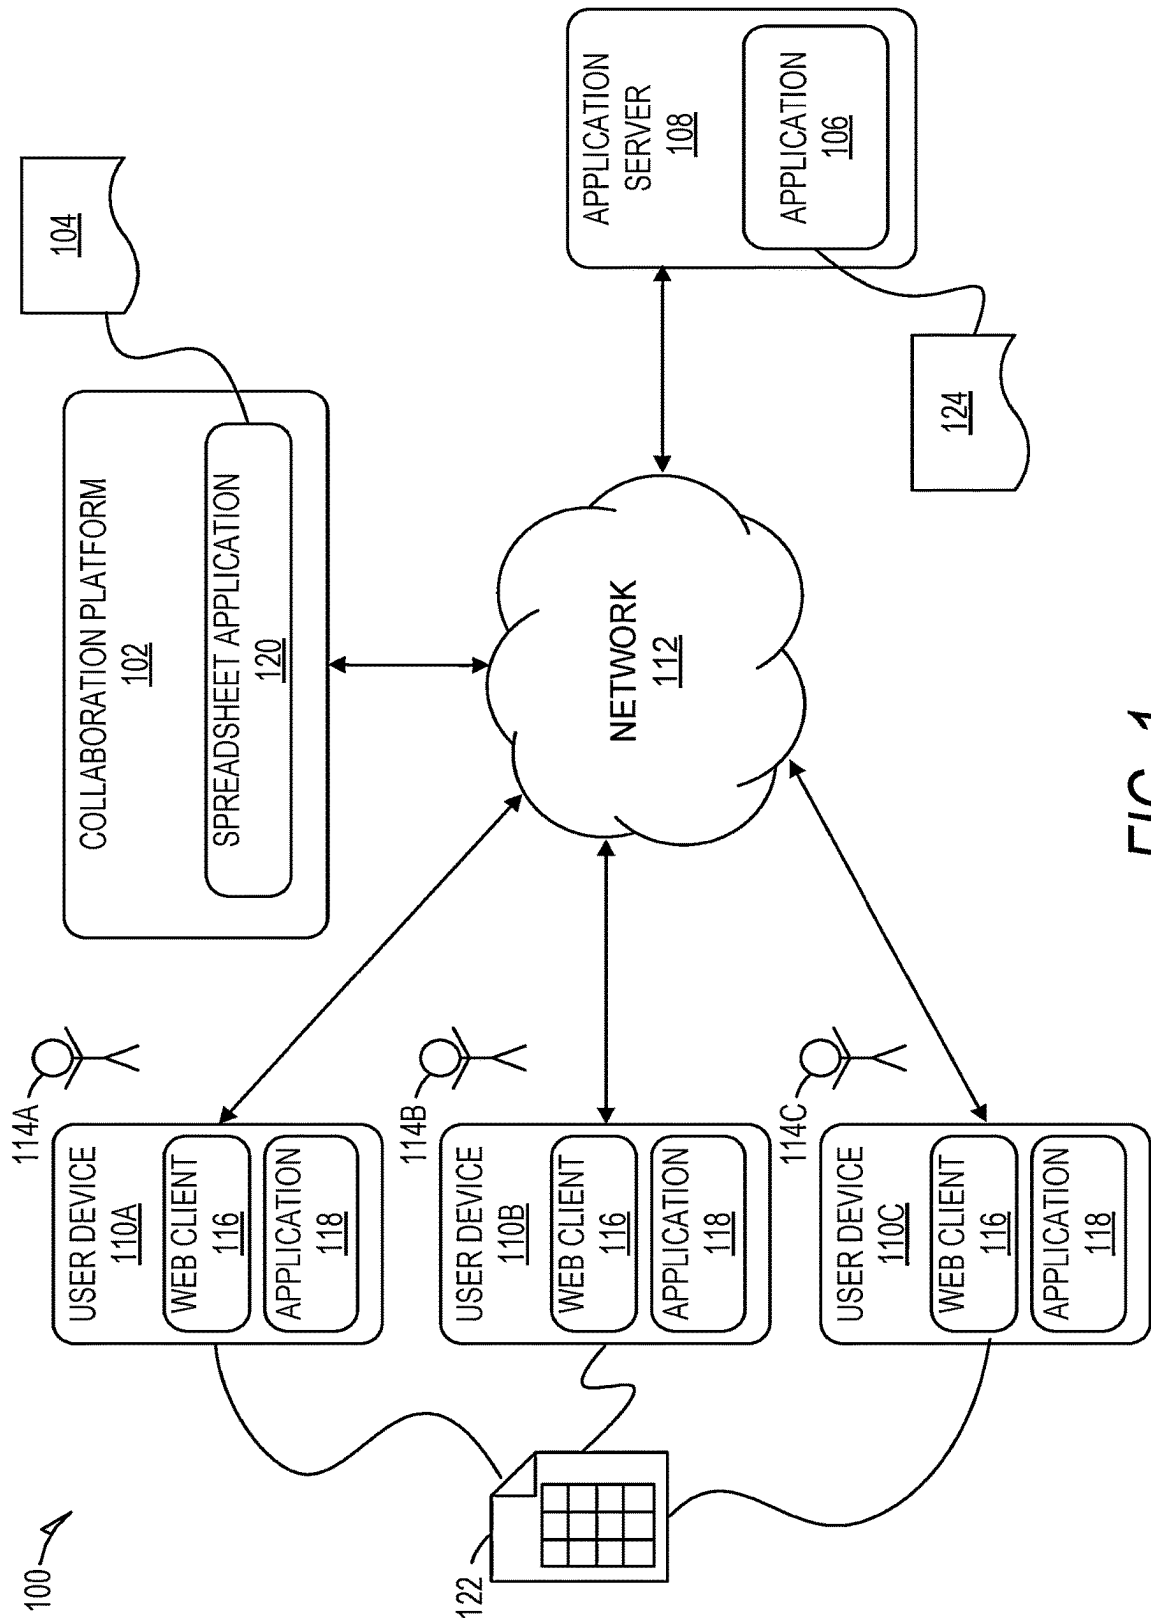 100
104
COLLABORATION PLATFORM
102
SPREADSHEET APPLICATION
120
114A
USER DEVICE
110A
WEB CLIENT
116
APPLICATION
118
114B
USER DEVICE
110B
WEB CLIENT
116
APPLICATION
118
114C
USER DEVICE
110C
WEB CLIENT
116
APPLICATION
118
122
NETWORK
112
APPLICATION
SERVER
108
APPLICATION
106
124
FIG. 1